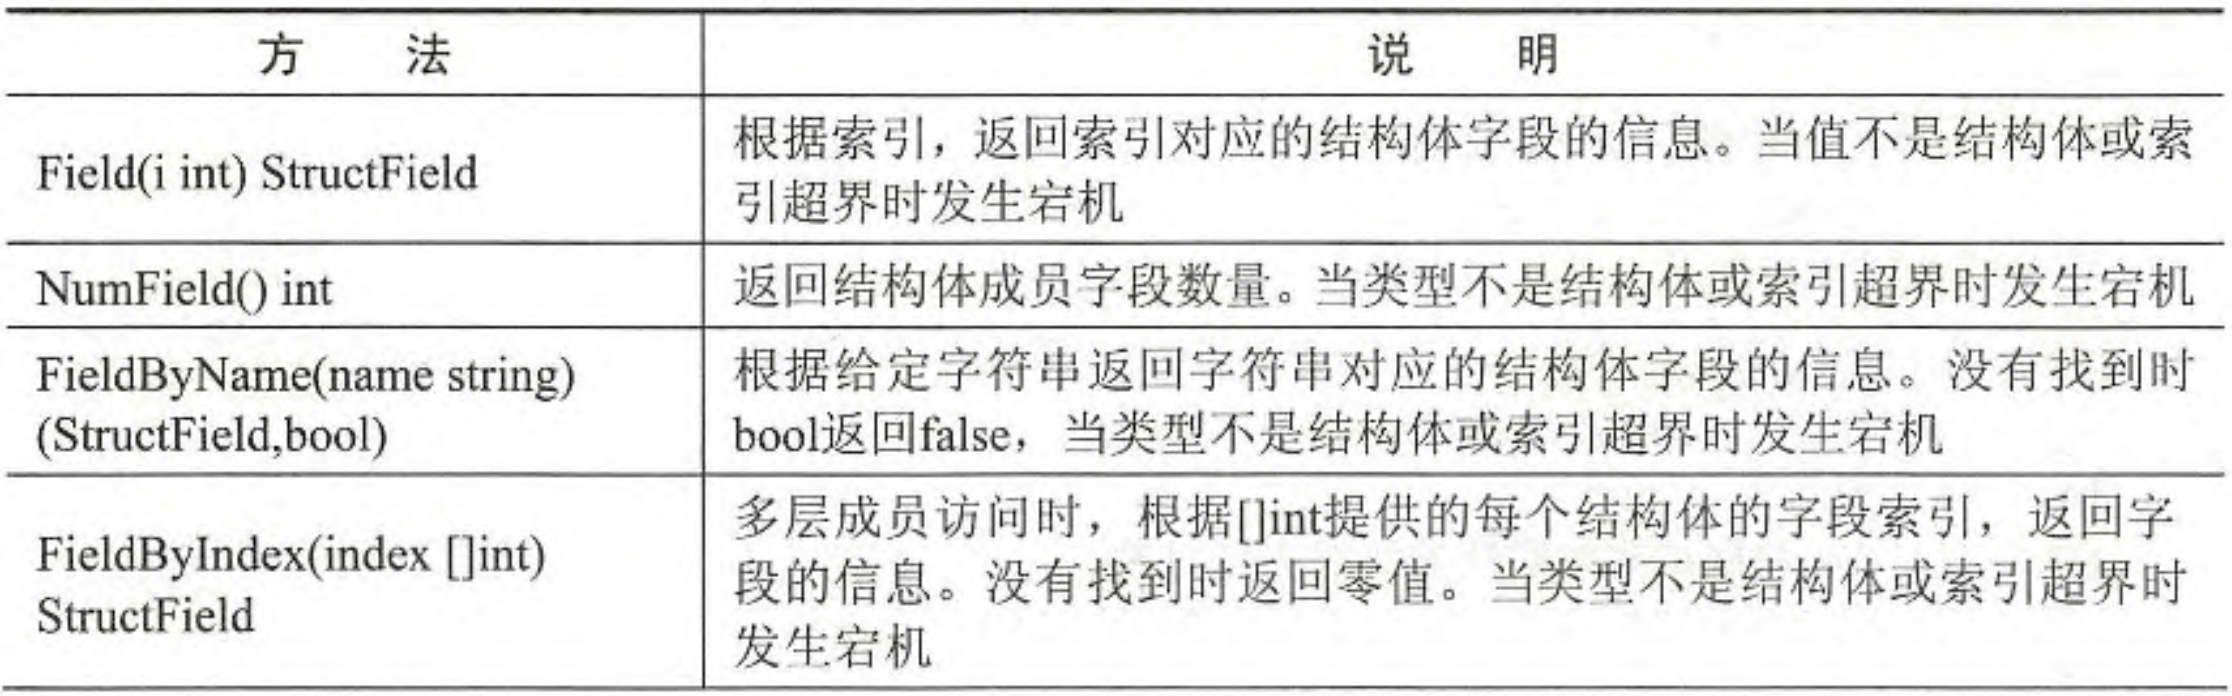 方 法
说 明
Field(i int) StructField
根据索引，返回索引对应的结构体字段的信息。当值不是结构体或索
引超界时发生宕机
NumField() int
返回结构体成员字段数量。当类型不是结构体或索引超界时发生宕机
FieldByName(name string)
(StructField,bool)
根据给定字符串返回字符串对应的结构体字段的信息。没有找到时
bool返回false，当类型不是结构体或索引超界时发生宕机
FieldByIndex(index []int)
StructField
多层成员访问时，根据[]int提供的每个结构体的字段索引，返回字
段的信息。没有找到时返回零值。当类型不是结构体或索引超界时
发生宕机